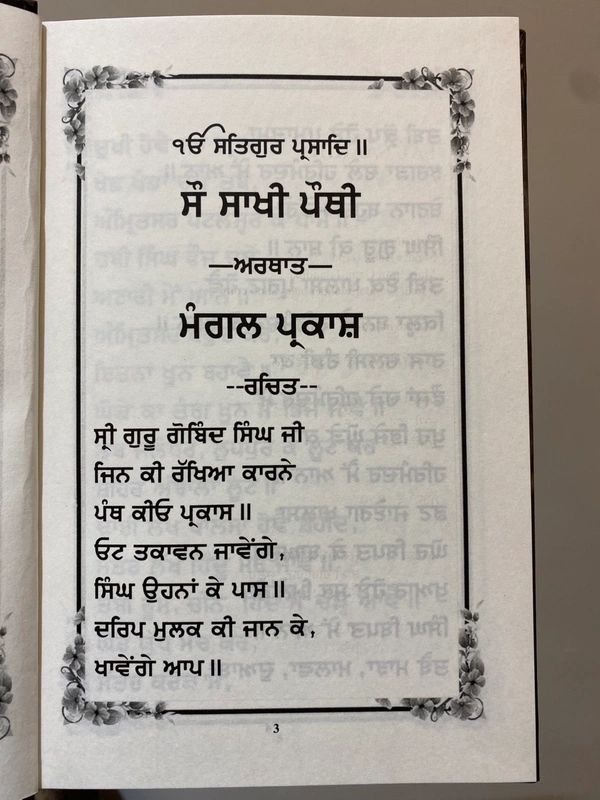 ੴ ਸਤਿਗੁਰ ਪ੍ਰਸਾਦਿ॥
ਸੌ ਸਾਖੀ ਪੌਥੀ
—ਅਰਥਾਤ—
ਮੰਗਲ ਪ੍ਰਕਾਸ਼
--ਰਚਿਤ--
ਸ੍ਰੀ ਗੁਰੂ ਗੋਬਿੰਦ ਸਿੰਘ ਜੀ
ਜਿਨ ਕੀ ਰੱਖਿਆ ਕਾਰਨੇ
ਪੰਥ ਕੀਓ ਪ੍ਰਕਾਸ॥
ਓਟ ਤਕਾਵਨ ਜਾਵੇਂਗੇ,
ਸਿੰਘ ਉਹਨਾਂ ਕੇ ਪਾਸ॥
ਦਰਿਪ ਮੁਲਕ ਕੀ ਜਾਨ ਕੇ,
ਖਾਵੇਂਗੇ ਆਪ॥
3